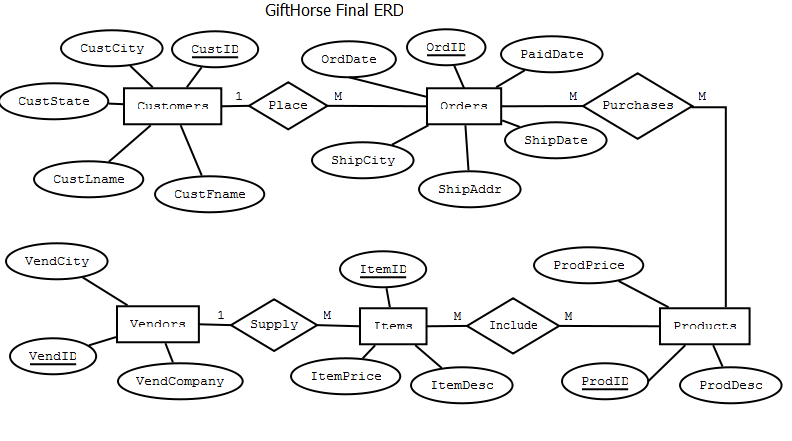 GiftHorse Final ERD
CustCity
CustID
OrdDate
OrdID
PaidDate
CustState
Customers
1
Place
M
Orders
M
Purchases
M
ShipCity
ShipDate
CustLname
CustFname
ShipAddr
VendCity
ItemID
ProdPrice
Vendors
1
Supply
M
Items
M
Include
M
Products
VendID
VendCompany
ItemPrice
ItemDesc
ProdID
ProdDesc